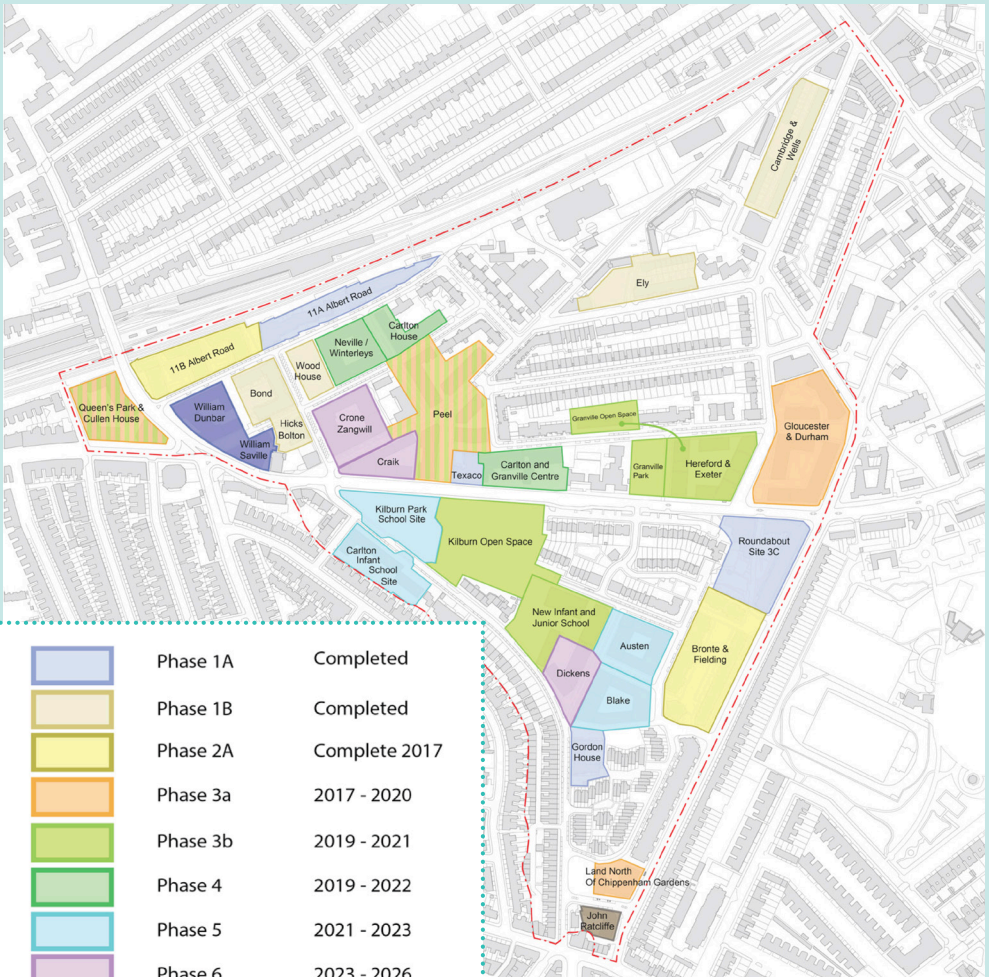 Cambridge &
Wells
Ely
11A Albert Road
11B Albert Road
Carlton
House
Neville /
Winterleys
Wood
House
Bond
Hicks
Bolton
Queen's Park &
Cullen House
William
Dunbar
William
Saville
Crone
Zangwill
Craik
Peel
Texaco
Carlton and
Granville Centre
Granville Open Space
Granville
Park
Hereford &
Exeter
Gloucester
& Durham
Kilburn Park
School Site
Kilburn Open Space
Carlton
Infant
School
Site
Roundabout
Site 3C
New Infant and
Junior School
Austen
Bronte &
Fielding
Dickens
Blake
Gordon
House
Land North
Of Chippenham Gardens
John
Ratcliffe
Phase 1A Completed
Phase 1B Completed
Phase 2A Complete 2017
Phase 3a 2017 - 2020
Phase 3b 2019 - 2021
Phase 4 2019 - 2022
Phase 5 2021 - 2023
Phase 6 2023 - 2026